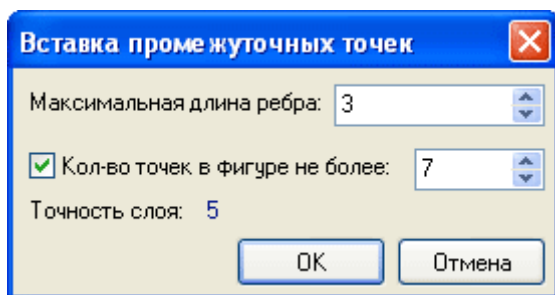 Вставка промежуточных точек
Максимальная длина ребра: 3
Кол-во точек в фигуре не более: 7
Точность слоя: 5
OK Отмена